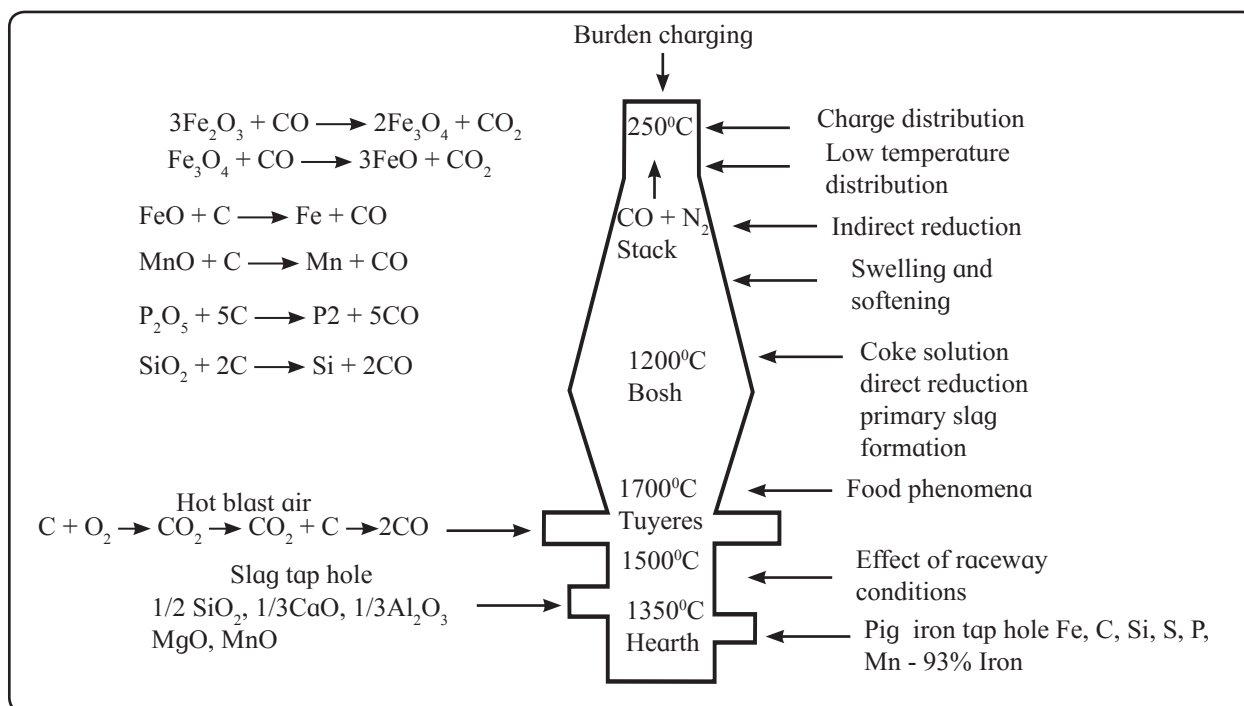 Burden charging
3Fe₂O₃ + CO → 2Fe₃O₄ + CO₂
Fe₃O₄ + CO → 3FeO + CO₂
FeO + C → Fe + CO
MnO + C → Mn + CO
P₂O₅ + 5C → P2 + 5CO
SiO₂ + 2C → Si + 2CO
Hot blast air
C + O₂ → CO₂ → CO₂ + C → 2CO
Slag tap hole
1/2 SiO₂, 1/3CaO, 1/3Al₂O₃
MgO, MnO
250⁰C
CO + N₂
Stack
1200⁰C
Bosh
1700⁰C
Tuyeres
1500⁰C
1350⁰C
Hearth
Charge distribution
Low temperature
distribution
Indirect reduction
Swelling and
softening
Coke solution
direct reduction
primary slag
formation
Food phenomena
Effect of raceway
conditions
Pig iron tap hole Fe, C, Si, S, P,
Mn - 93% Iron